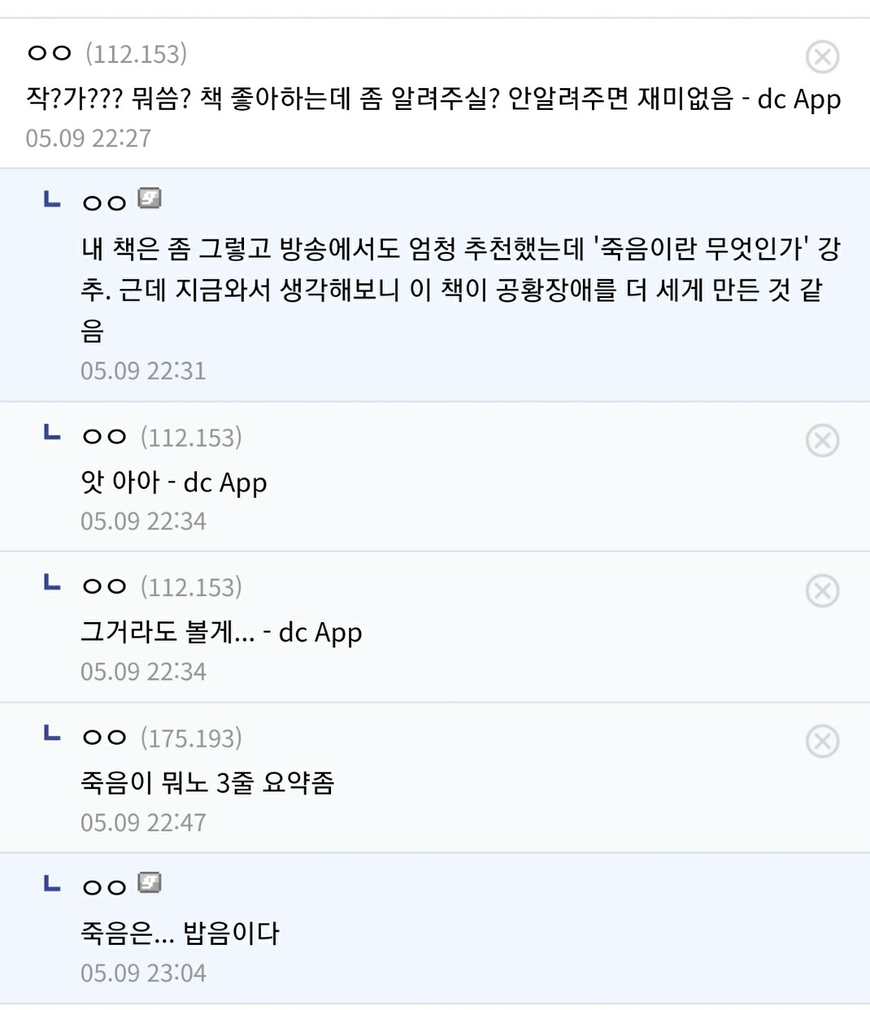 ㅇㅇ (112.153)
작?가??? 뭐씀? 책 좋아하는데 좀 알려주실? 안알려주면 재미없음 - dc App
05.09 22:27
ㄴ ㅇㅇ
내 책은 좀 그렇고 방송에서도 엄청 추천했는데 '죽음이란 무엇인가' 강
추. 근데 지금와서 생각해보니 이 책이 공황장애를 더 세게 만든 것 같
음
05.09 22:31
ㄴ ㅇㅇ (112.153)
앗 아아 - dc App
05.09 22:34
ㄴ ㅇㅇ (112.153)
그거라도 볼게... - dc App
05.09 22:34
ㄴ ㅇㅇ (175.193)
죽음이 뭐노 3줄 요약좀
05.09 22:47
ㄴ ㅇㅇ
죽음은... 밥음이다
05.09 23:04